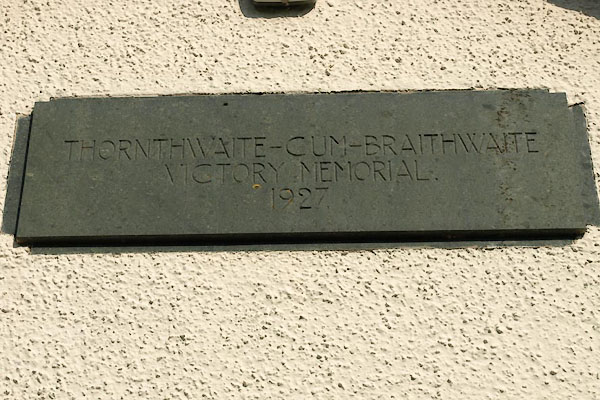 THORNTHWAITE-CUM-BRAITHWAITE
VICTORY MEMORIAL.
1927